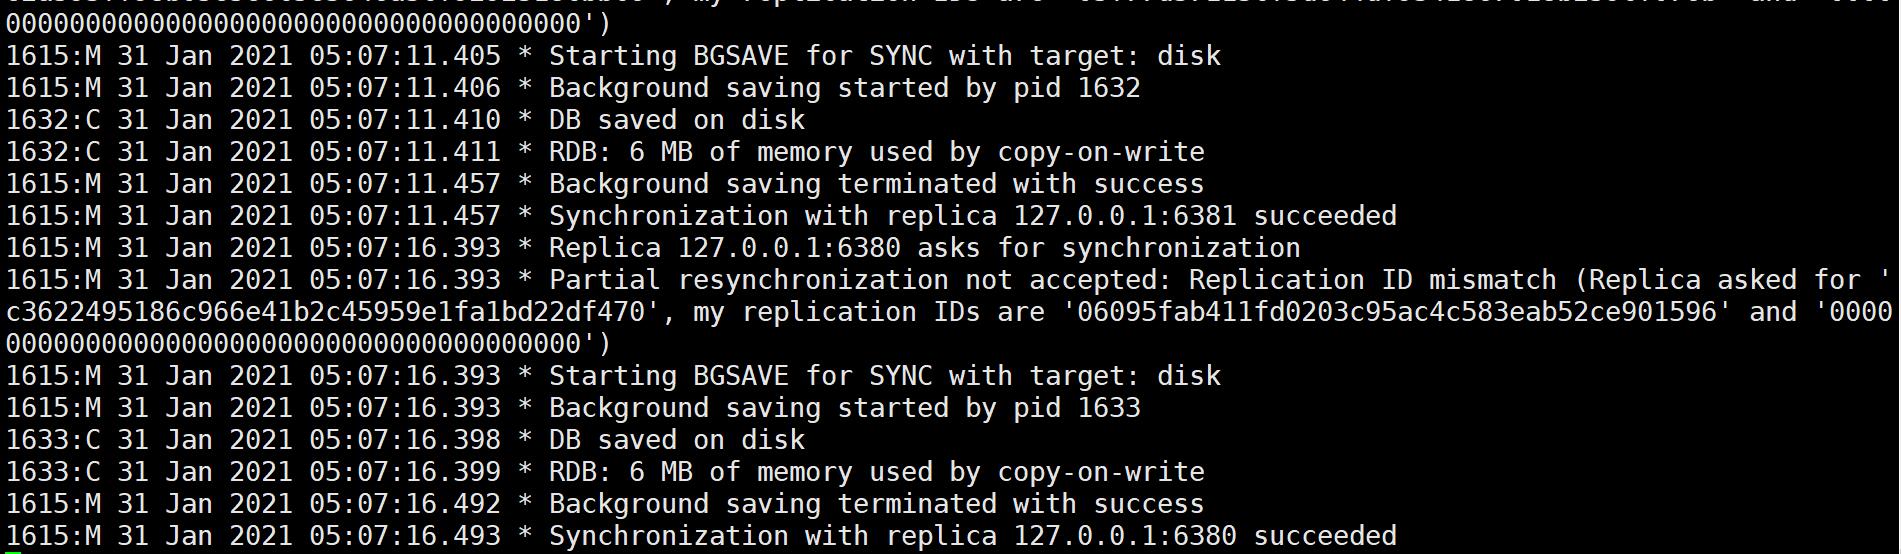 000000000000000000000000000000000000')
1615:M 31 Jan 2021 05:07:11.405 * Starting BGSAVE for SYNC with target: disk
1615:M 31 Jan 2021 05:07:11.406 * Background saving started by pid 1632
1632:C 31 Jan 2021 05:07:11.410 * DB saved on disk
1632:C 31 Jan 2021 05:07:11.411 * RDB: 6 MB of memory used by copy-on-write
1615:M 31 Jan 2021 05:07:11.457 * Background saving terminated with success
1615:M 31 Jan 2021 05:07:11.457 * Synchronization with replica 127.0.0.1:6381 succeeded
1615:M 31 Jan 2021 05:07:16.393 * Replica 127.0.0.1:6380 asks for synchronization
1615:M 31 Jan 2021 05:07:16.393 * Partial resynchronization not accepted: Replication ID mismatch (Replica asked for '
c3622495186c966e41b2c45959e1fa1bd22df470', my replication IDs are '06095fab411fd0203c95ac4c583eab52ce901596' and '0000
000000000000000000000000000000000000')
1615:M 31 Jan 2021 05:07:16.393 * Starting BGSAVE for SYNC with target: disk
1615:M 31 Jan 2021 05:07:16.393 * Background saving started by pid 1633
1633:C 31 Jan 2021 05:07:16.398 * DB saved on disk
1633:C 31 Jan 2021 05:07:16.399 * RDB: 6 MB of memory used by copy-on-write
1615:M 31 Jan 2021 05:07:16.492 * Background saving terminated with success
1615:M 31 Jan 2021 05:07:16.493 * Synchronization with replica 127.0.0.1:6380 succeeded